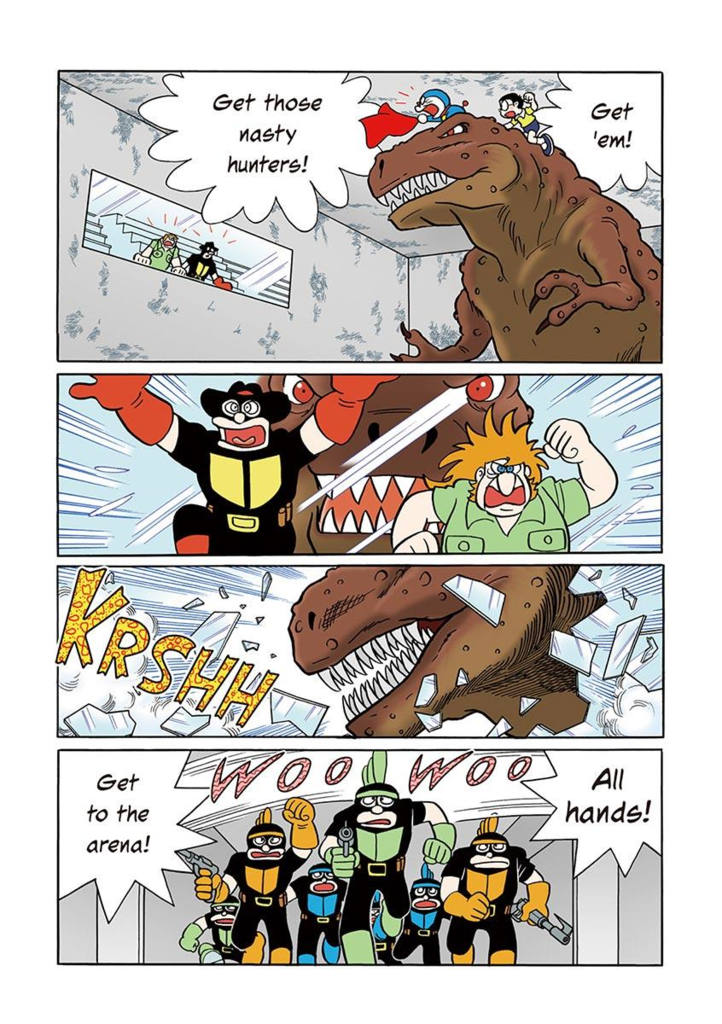 Get those
nasty
hunters!
Get
'em!
KRSHH
WOO WOO
Get
to the
arena!
All
hands!